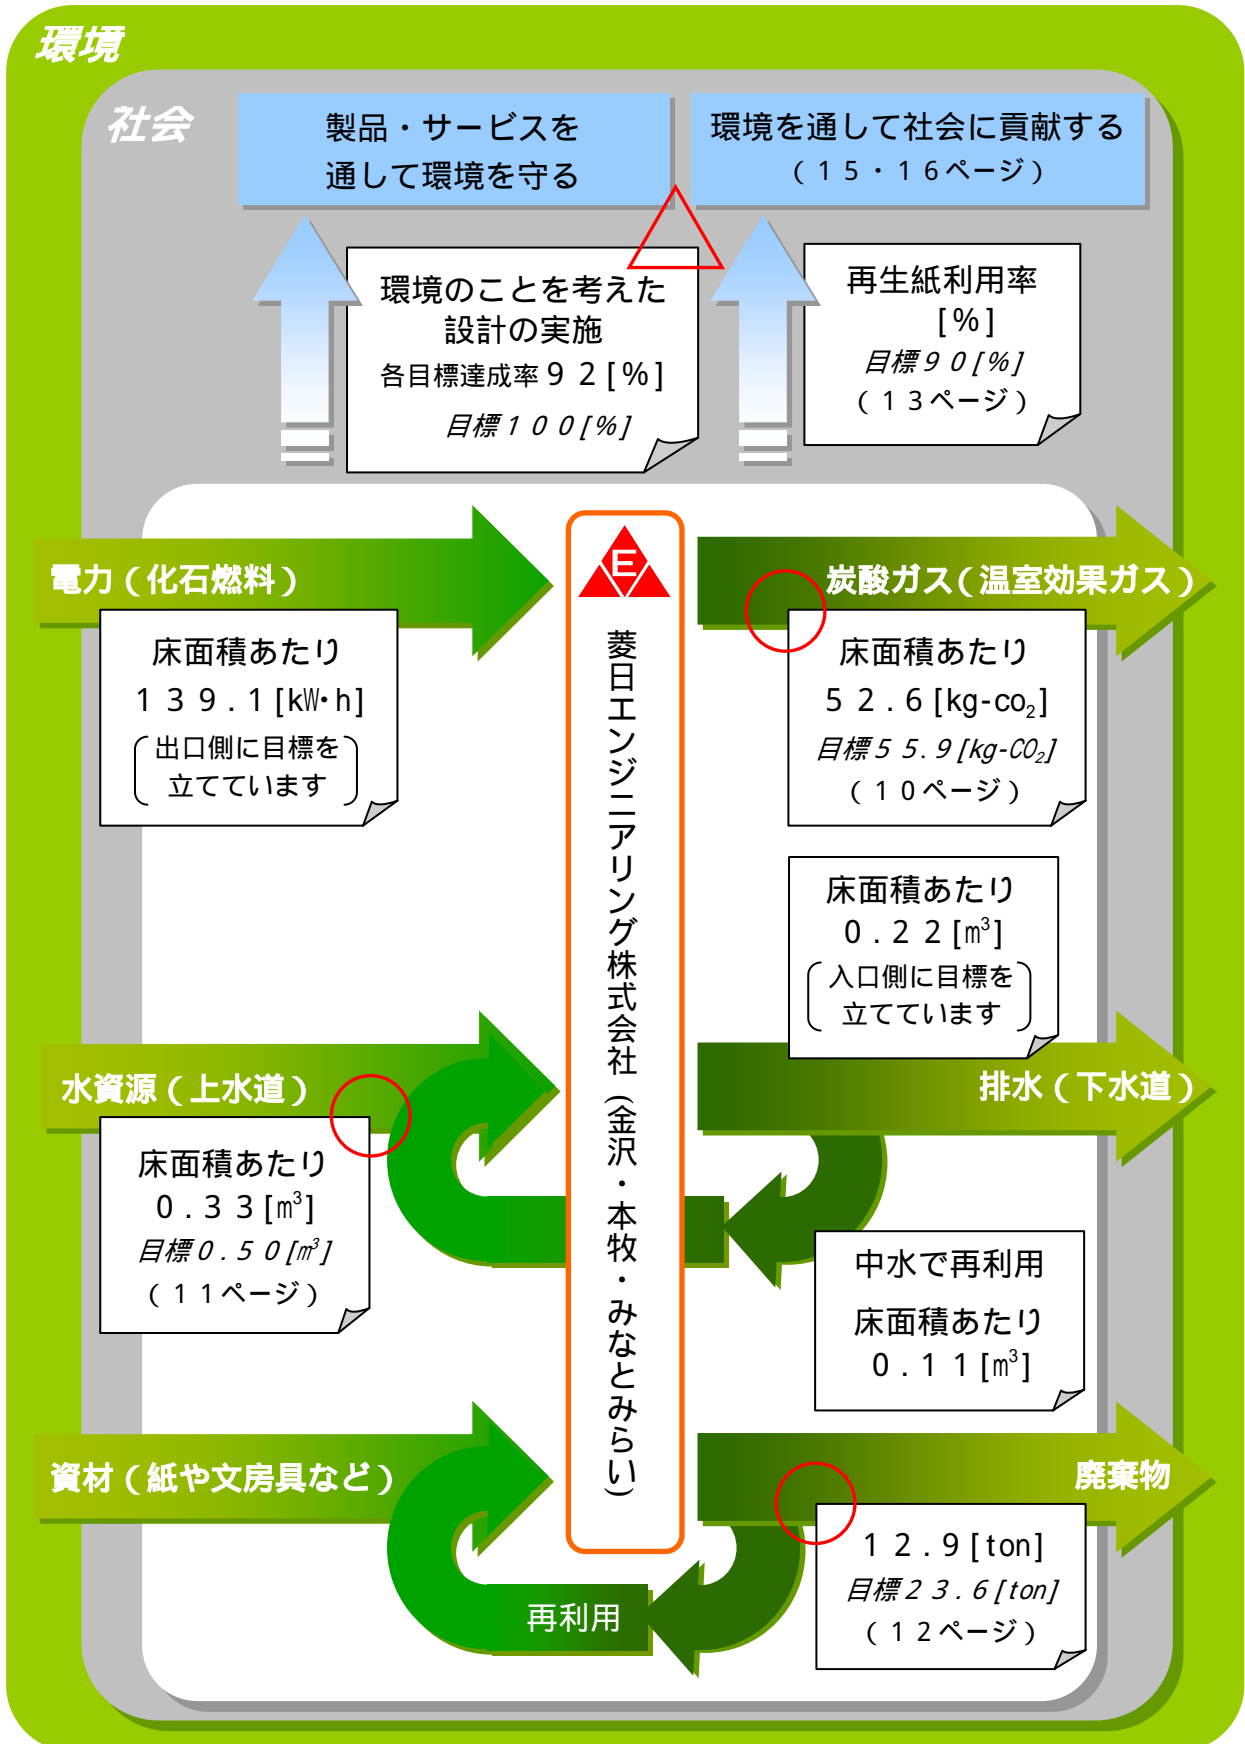 環境
社会
製品・サービスを
通して環境を守る
環境を通して社会に貢献する
（１５・１６ページ）
環境のことを考えた
設計の実施
各目標達成率９２[％]
目標１００[％]
再生紙利用率
[％]
目標９０[％]
（１３ページ）
電力（化石燃料）
床面積あたり
１３９.１[kW･h]
出口側に目標を
立てています
E
菱日エンジニアリング株式会社（金沢・本牧・みなとみらい）
炭酸ガス（温室効果ガス）
床面積あたり
５２.６[kg-co₂]
目標５５.９[kg-CO₂]
（１０ページ）
床面積あたり
０.２２[m³]
入口側に目標を
立てています
水資源（上水道）
床面積あたり
０.３３[m³]
目標０.５０[m³]
（１１ページ）
排水（下水道）
中水で再利用
床面積あたり
０.１１[m³]
資材（紙や文房具など）
再利用
廃棄物
１２.９[ton]
目標２３.６[ton]
（１２ページ）